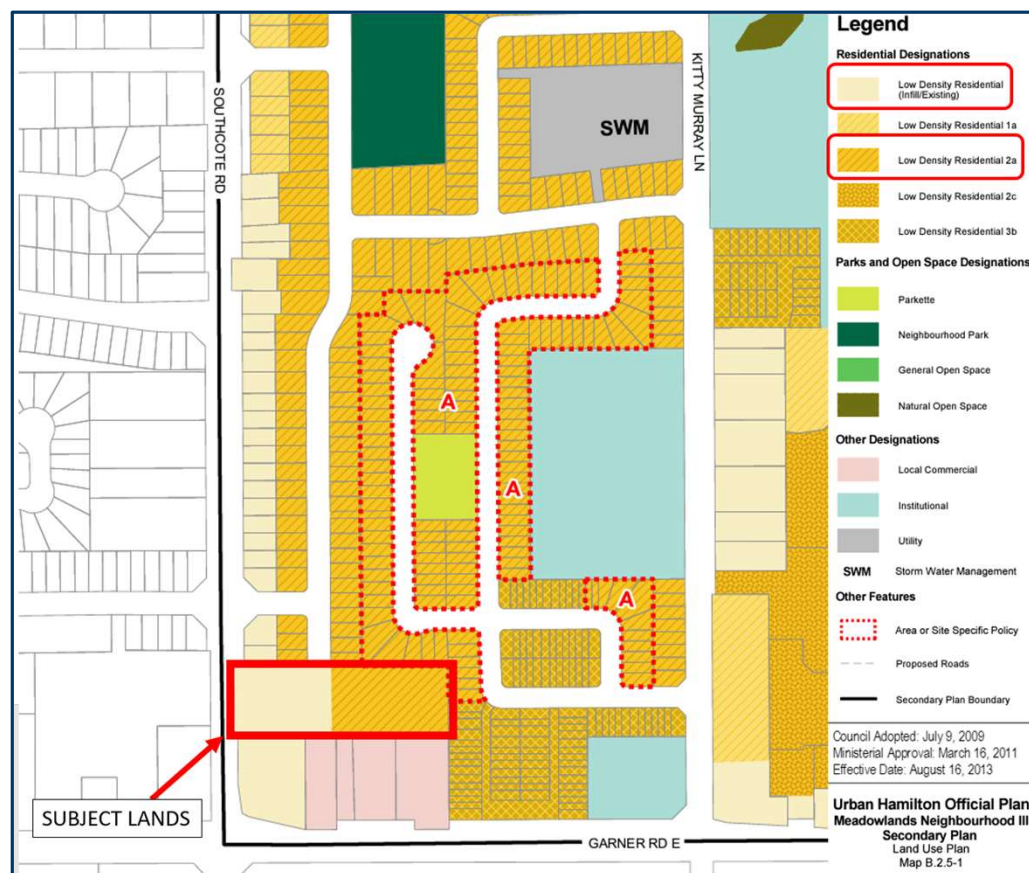 SOUTHCOTE RD
KITTY MURRAY LN
SWM
A
A
A
SUBJECT LANDS
GARNER RD E
Legend
Residential Designations
Low Density Residential
(Infill/Existing)
Low Density Residential 1a
Low Density Residential 2a
Low Density Residential 2c
Low Density Residential 3b
Parks and Open Space Designations
Parkette
Neighbourhood Park
General Open Space
Natural Open Space
Other Designations
Local Commercial
Institutional
Utility
SWM Storm Water Management
Other Features
Area or Site Specific Policy
Proposed Roads
Secondary Plan Boundary
Council Adopted: July 9, 2009
Ministerial Approval: March 16, 2011
Effective Date: August 16, 2013
Urban Hamilton Official Plan
Meadowlands Neighbourhood III
Secondary Plan
Land Use Plan
Map B.2.5-1